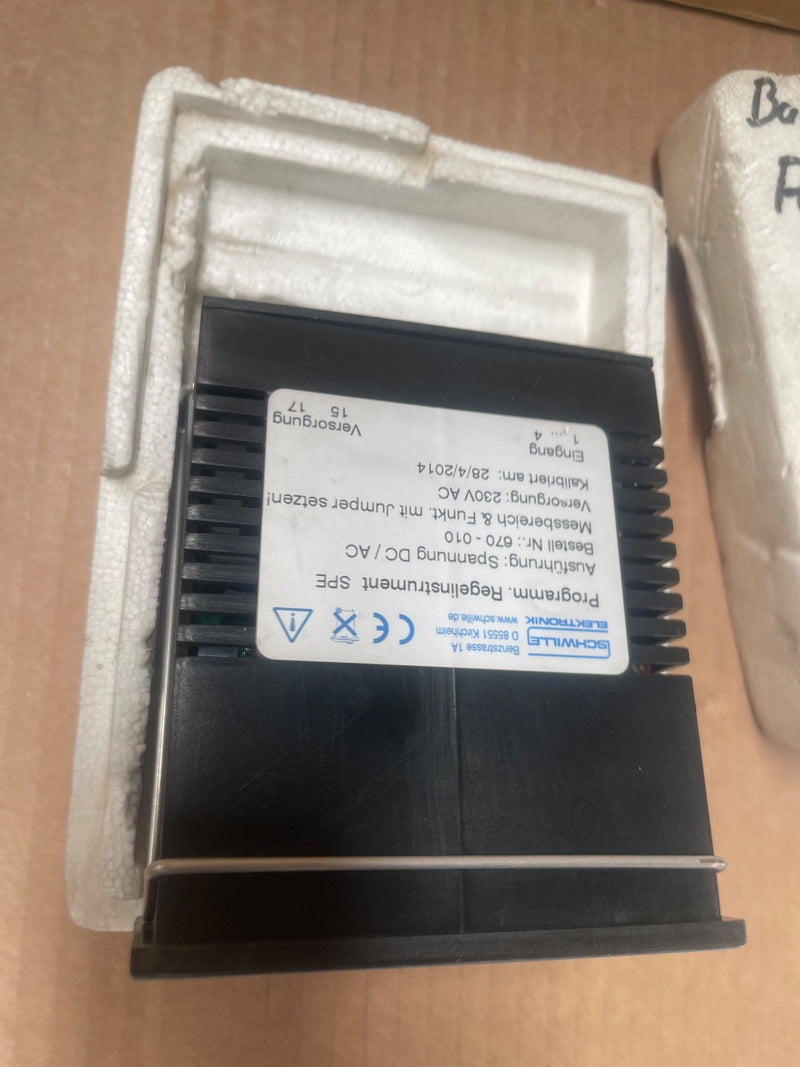 SCHWILLE
ELEKTRONIK
Benzstrasse 1A
D 85551 Kirchheim
www.schwille.de
CE
Programm. Regelinstrument SPE
Ausführung: Spannung DC / AC
Bestell Nr.: 670 - 010
Messbereich & Funkt. mit Jumper setzen!
Versorgung: 230V AC
Kalibriert am: 28/4/2014
Eingang Versorgung
1 ... 4 15 17